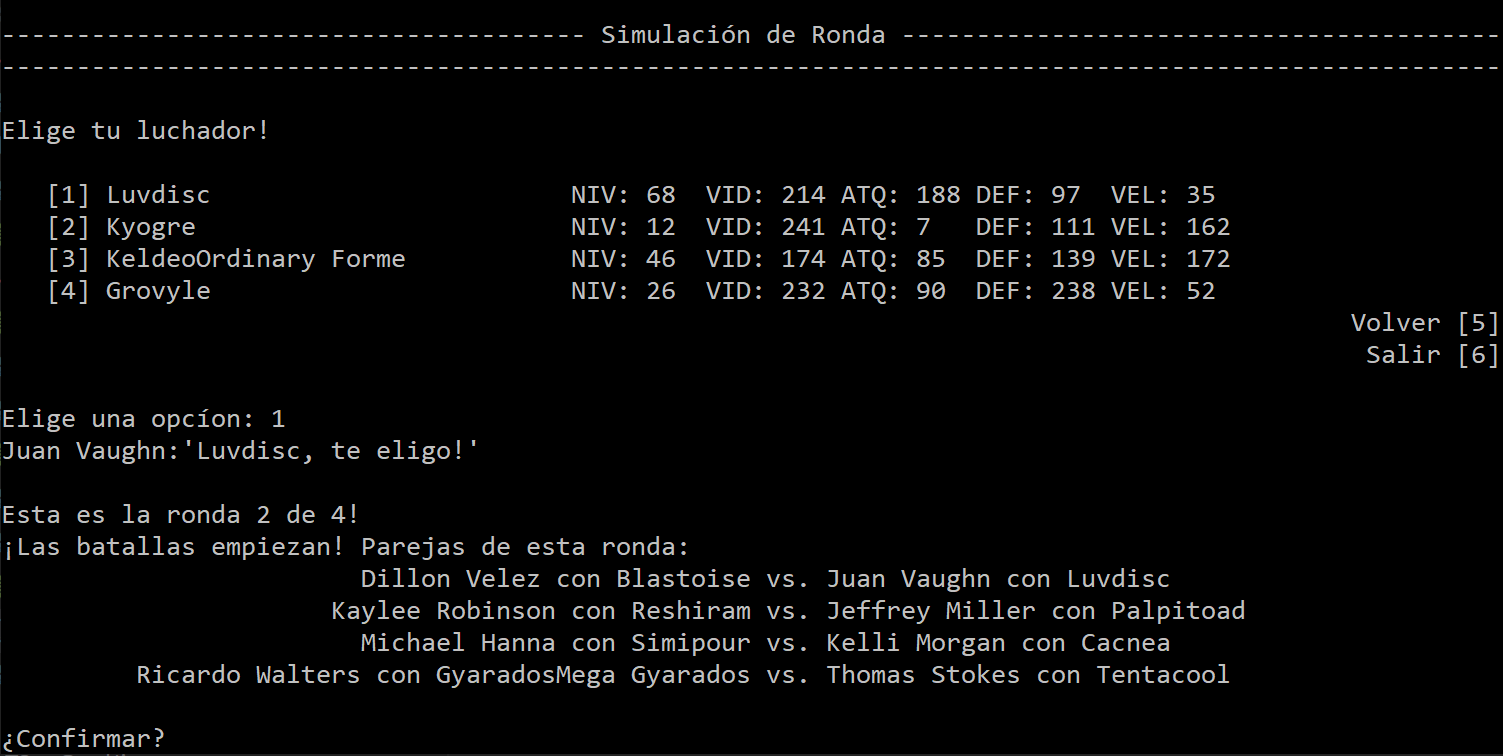 --------------------------------------- Simulación de Ronda ----------------------------------------
----------------------------------------------------------------------------------------------------
Elige tu luchador!
[1] Luvdisc NIV: 68 VID: 214 ATQ: 188 DEF: 97 VEL: 35
[2] Kyogre NIV: 12 VID: 241 ATQ: 7 DEF: 111 VEL: 162
[3] KeldeoOrdinary Forme NIV: 46 VID: 174 ATQ: 85 DEF: 139 VEL: 172
[4] Grovyle NIV: 26 VID: 232 ATQ: 90 DEF: 238 VEL: 52
Volver [5]
Salir [6]
Elige una opcíon: 1
Juan Vaughn:'Luvdisc, te eligo!'
Esta es la ronda 2 de 4!
¡Las batallas empiezan! Parejas de esta ronda:
Dillon Velez con Blastoise vs. Juan Vaughn con Luvdisc
Kaylee Robinson con Reshiram vs. Jeffrey Miller con Palpitoad
Michael Hanna con Simipour vs. Kelli Morgan con Cacnea
Ricardo Walters con GyaradosMega Gyarados vs. Thomas Stokes con Tentacool
¿Confirmar?